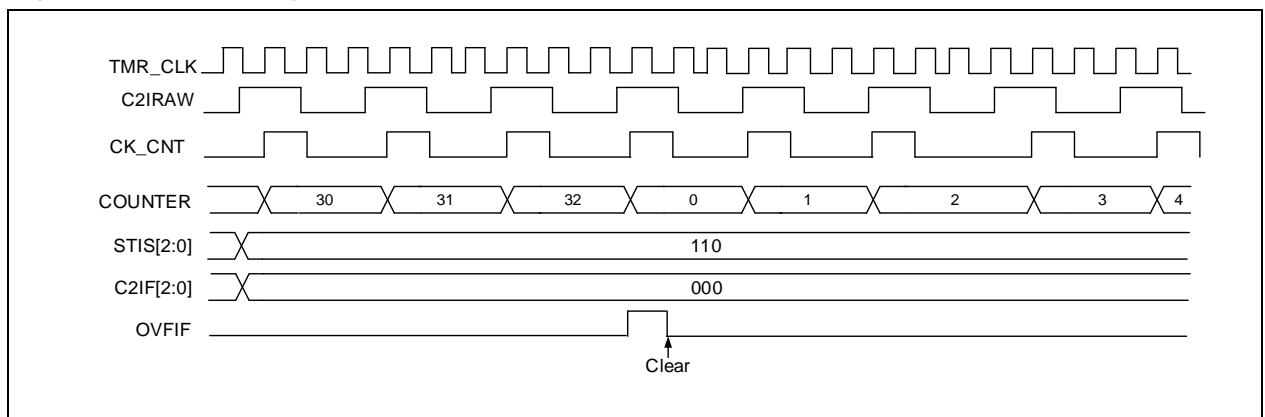 TMR_CLK
C2IRAW
CK_CNT
COUNTER 30 31 32 0 1 2 3 4
STIS[2:0] 110
C2IF[2:0] 000
OVFIF
Clear